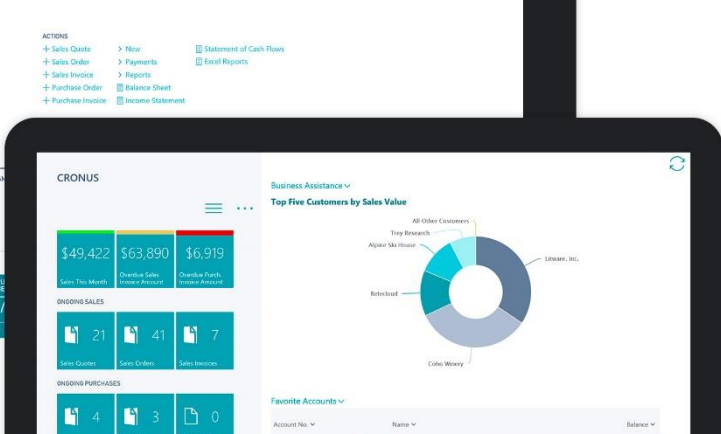 ACTIONS
+ Sales Quote
+ Sales Order
+ Sales Invoice
+ Purchase Order
+ Purchase Invoice
> New
> Payments
> Reports
Balance Sheet
Income Statement
Statement of Cash Flows
Excel Reports
CRONUS
$49,422
Sales This Month
$63,890
Overdue Sales
Invoice Amount
$6,919
Overdue Purch.
Invoice Amount
ONGOING SALES
21
Sales Quotes
41
Sales Orders
7
Sales Invoices
ONGOING PURCHASES
4
3
0
Business Assistance
Top Five Customers by Sales Value
All Other Customers
Trey Research
Alpine Ski House
Relecloud
Litware, Inc.
Coho Winery
Favorite Accounts
Account No.
Name
Balance